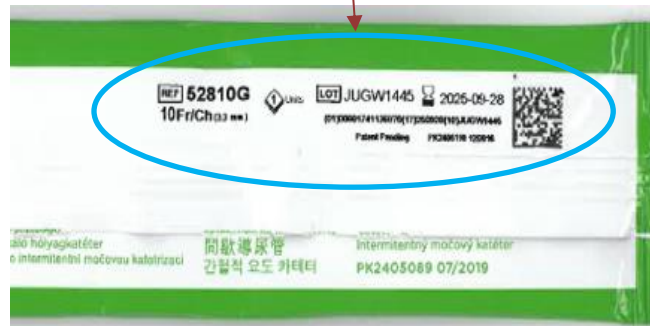 REF 52810G 1 Units LOT JUGW1445 2025-09-28
10Fr/Ch (3.3 mm)
Patent Pending
hólyagkatéter
intermitentní močovou katetrizaci
間歇導尿管
간헐적 요도 카테터
Intermitentný močový katéter
PK2405089 07/2019